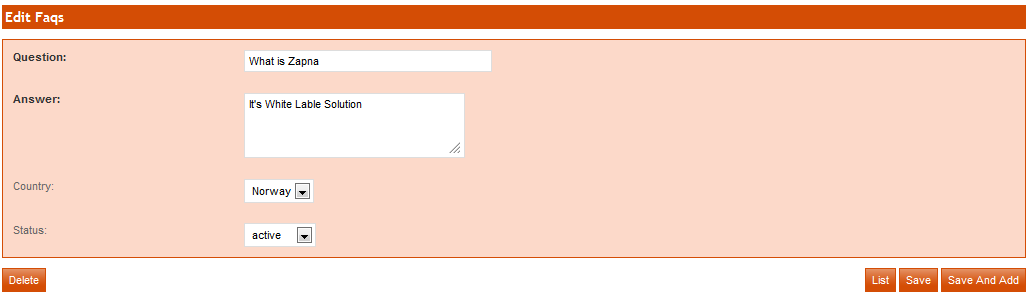 Edit Faqs
Question: What is Zapna
Answer: It's White Lable Solution
Country: Norway
Status: active
Delete List Save Save And Add